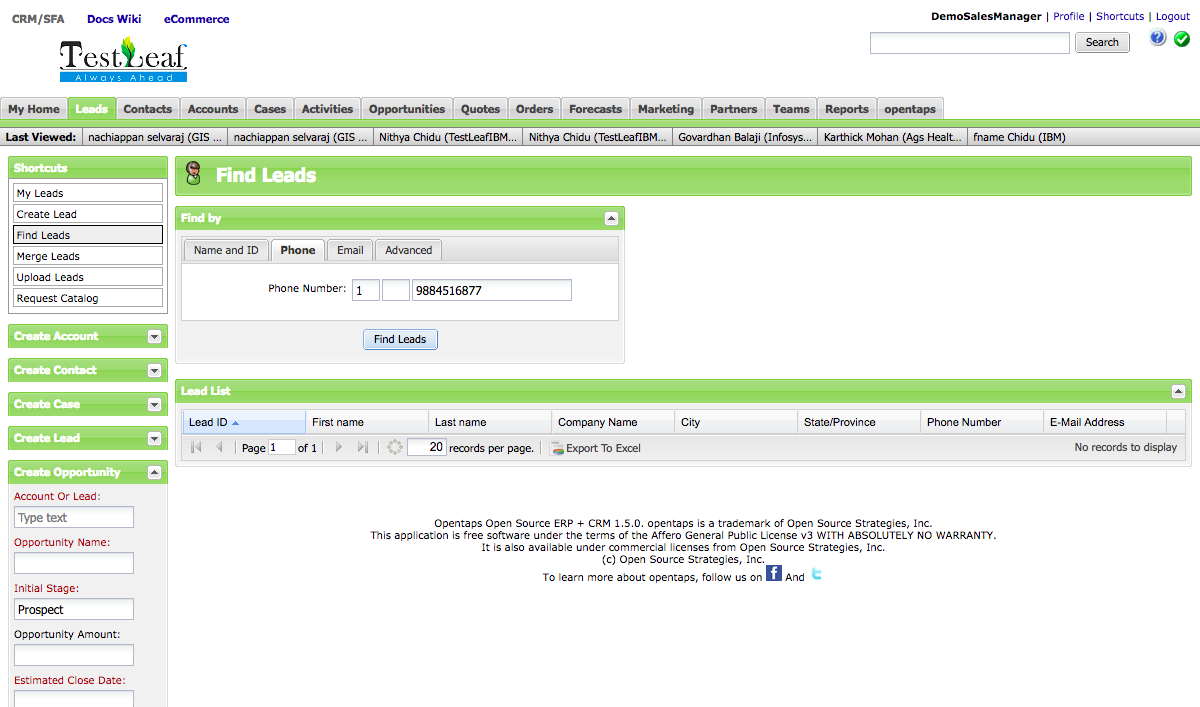 CRM/SFA Docs Wiki eCommerce
DemoSalesManager | Profile | Shortcuts | Logout
Search
TestLeaf
Always Ahead
My Home Leads Contacts Accounts Cases Activities Opportunities Quotes Orders Forecasts Marketing Partners Teams Reports opentaps
Last Viewed: nachiappan selvaraj (GIS ... nachiappan selvaraj (GIS ... Nithya Chidu (TestLeafIBM... Nithya Chidu (TestLeafIBM... Govardhan Balaji (Infosys... Karthick Mohan (Ags Healt... fname Chidu (IBM)
Shortcuts
My Leads
Create Lead
Find Leads
Merge Leads
Upload Leads
Request Catalog
Create Account
Create Contact
Create Case
Create Lead
Create Opportunity
Account Or Lead:
Type text
Opportunity Name:
Initial Stage:
Prospect
Opportunity Amount:
Estimated Close Date:
Find Leads
Find by
Name and ID Phone Email Advanced
Phone Number: 1 9884516877
Find Leads
Lead List
Lead ID First name Last name Company Name City State/Province Phone Number E-Mail Address
Page 1 of 1 20 records per page. Export To Excel No records to display
Opentaps Open Source ERP + CRM 1.5.0. opentaps is a trademark of Open Source Strategies, Inc.
This application is free software under the terms of the Affero General Public License v3 WITH ABSOLUTELY NO WARRANTY.
It is also available under commercial licenses from Open Source Strategies, Inc.
(c) Open Source Strategies, Inc.
To learn more about opentaps, follow us on f And t